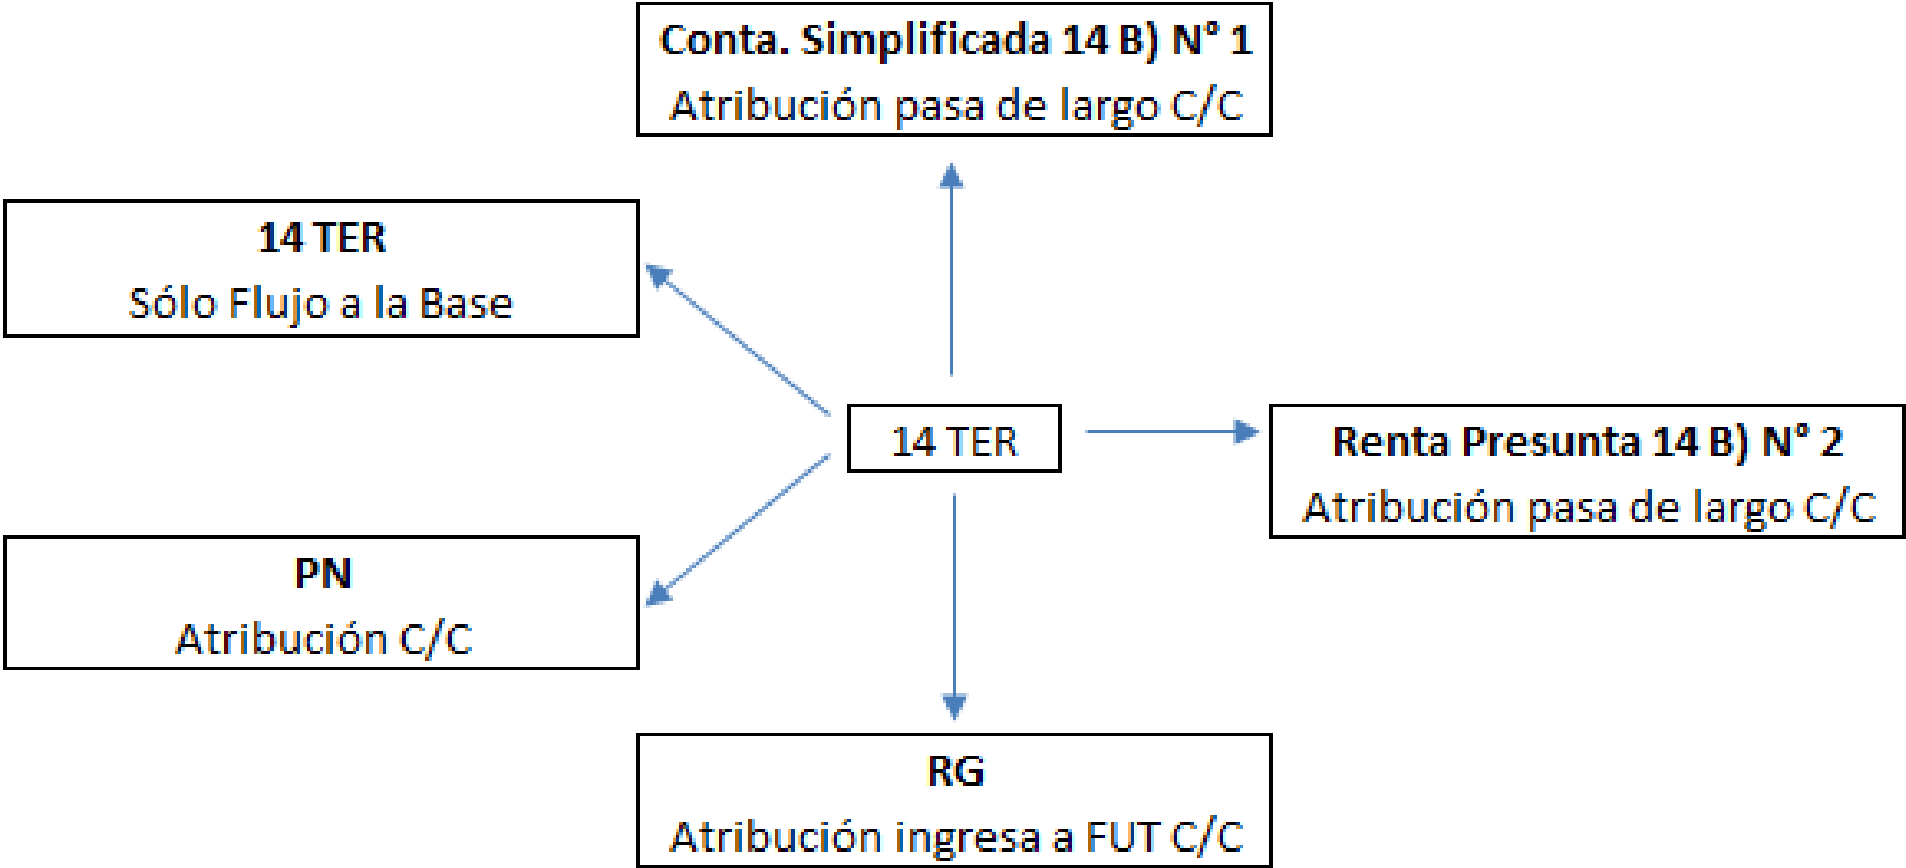 Conta. Simplificada 14 B) N° 1
Atribución pasa de largo C/C
14 TER
Sólo Flujo a la Base
14 TER
Renta Presunta 14 B) N° 2
Atribución pasa de largo C/C
PN
Atribución C/C
RG
Atribución ingresa a FUT C/C